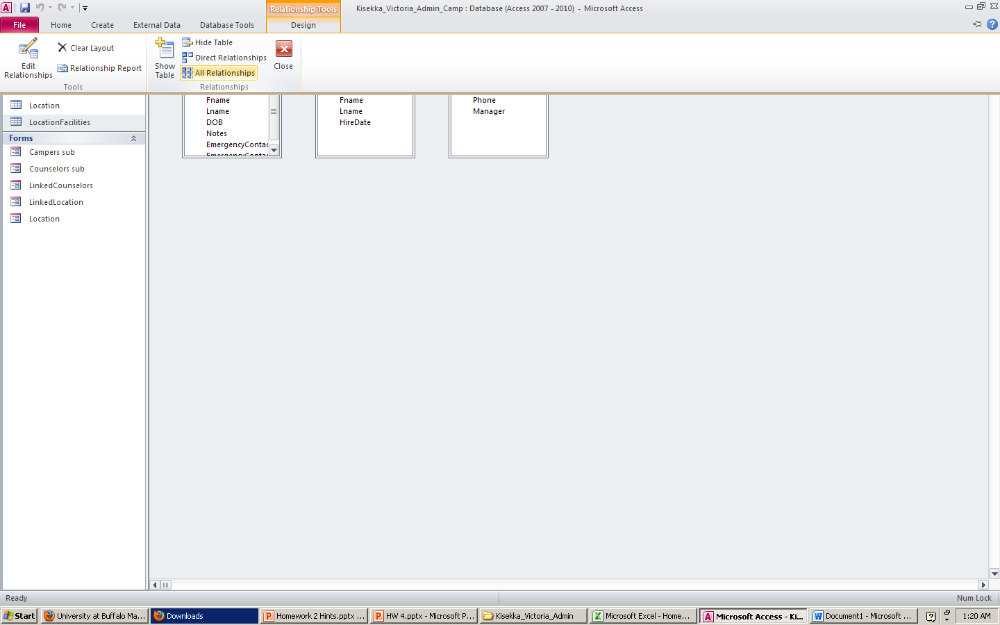 Relationship Tools
Kisekka_Victoria_Admin_Camp : Database (Access 2007 - 2010) - Microsoft Access
File
Home
Create
External Data
Database Tools
Design
Edit
Relationships
Clear Layout
Relationship Report
Tools
Show
Table
Hide Table
Direct Relationships
All Relationships
Relationships
Close
Location
LocationFacilities
Forms
Campers sub
Counselors sub
LinkedCounselors
LinkedLocation
Location
Fname
Lname
DOB
Notes
EmergencyContac
EmergencyContac
Fname
Lname
HireDate
Phone
Manager
Ready
Num Lock
Start
University at Buffalo Ma...
Downloads
Homework 2 Hints.pptx ...
HW 4.pptx - Microsoft P...
Kisekka_Victoria_Admin
Microsoft Excel - Home...
Microsoft Access - Ki...
Document1 - Microsoft ...
1:20 AM